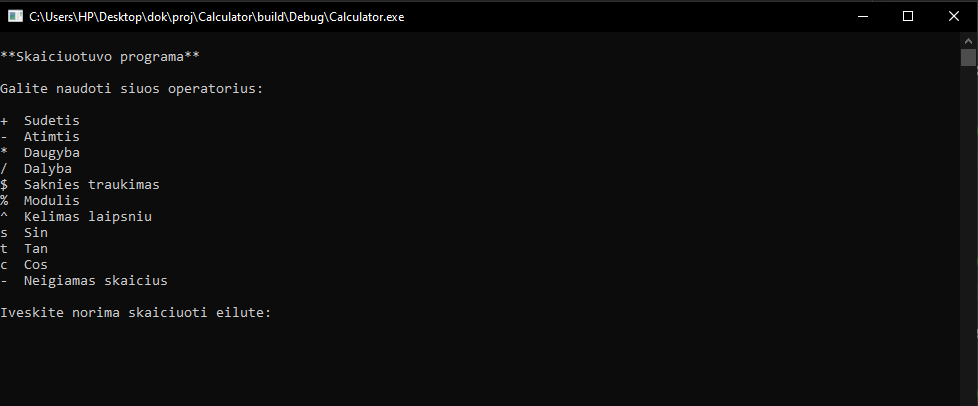 C:\Users\HP\Desktop\dok\proj\Calculator\build\Debug\Calculator.exe
**Skaiciuotuvo programa**
Galite naudoti siuos operatorius:
+  Sudetis
-  Atimtis
*  Daugyba
/  Dalyba
$  Saknies traukimas
%  Modulis
^  Kelimas laipsniu
s  Sin
t  Tan
c  Cos
-  Neigiamas skaicius
Iveskite norima skaiciuoti eilute: